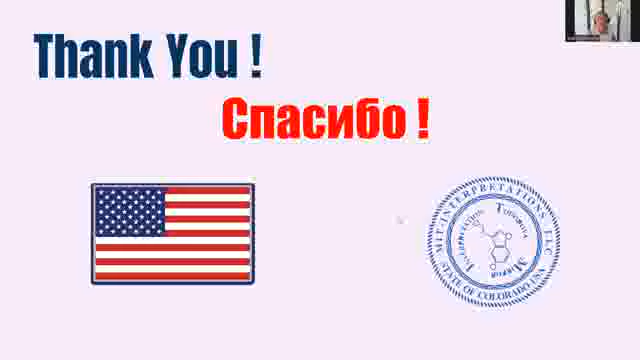 Thank You !
Спасибо !
MIT-INTERPRETATIONS, LLC
STATE OF COLORADO USA